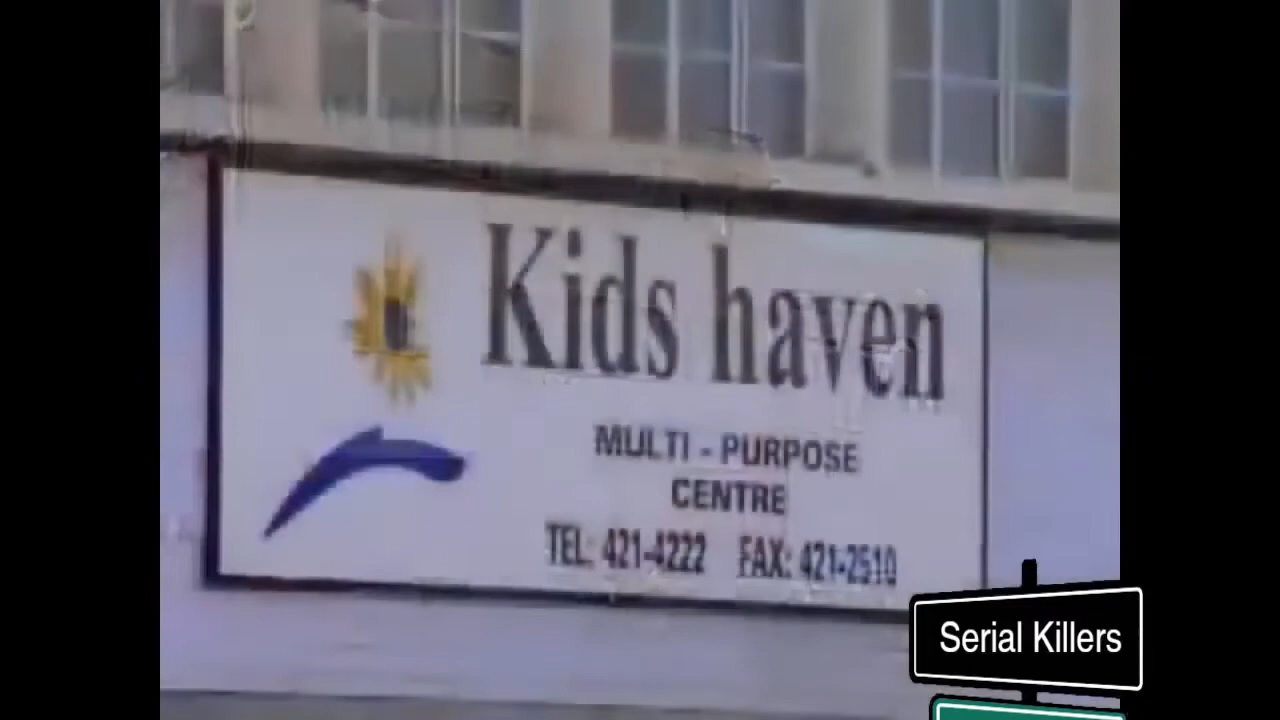 Kids haven
MULTI - PURPOSE
CENTRE
TEL: 421-4222 FAX: 421-2510
Serial Killers